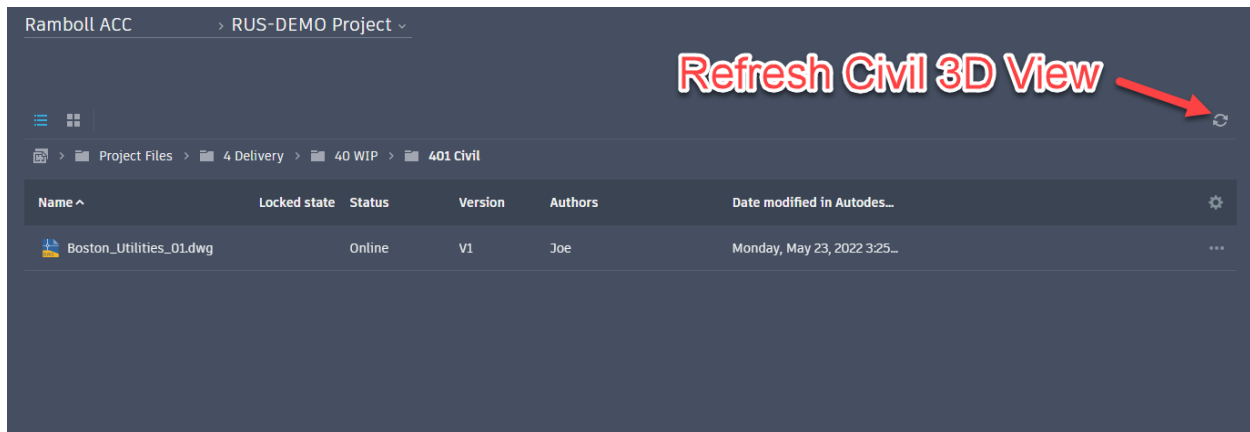 Ramboll ACC > RUS-DEMO Project
Refresh Civil 3D View
> Project Files > 4 Delivery > 40 WIP > 401 Civil
Name Locked state Status Version Authors Date modified in Autodes...
Boston_Utilities_01.dwg Online V1 Joe Monday, May 23, 2022 3:25...